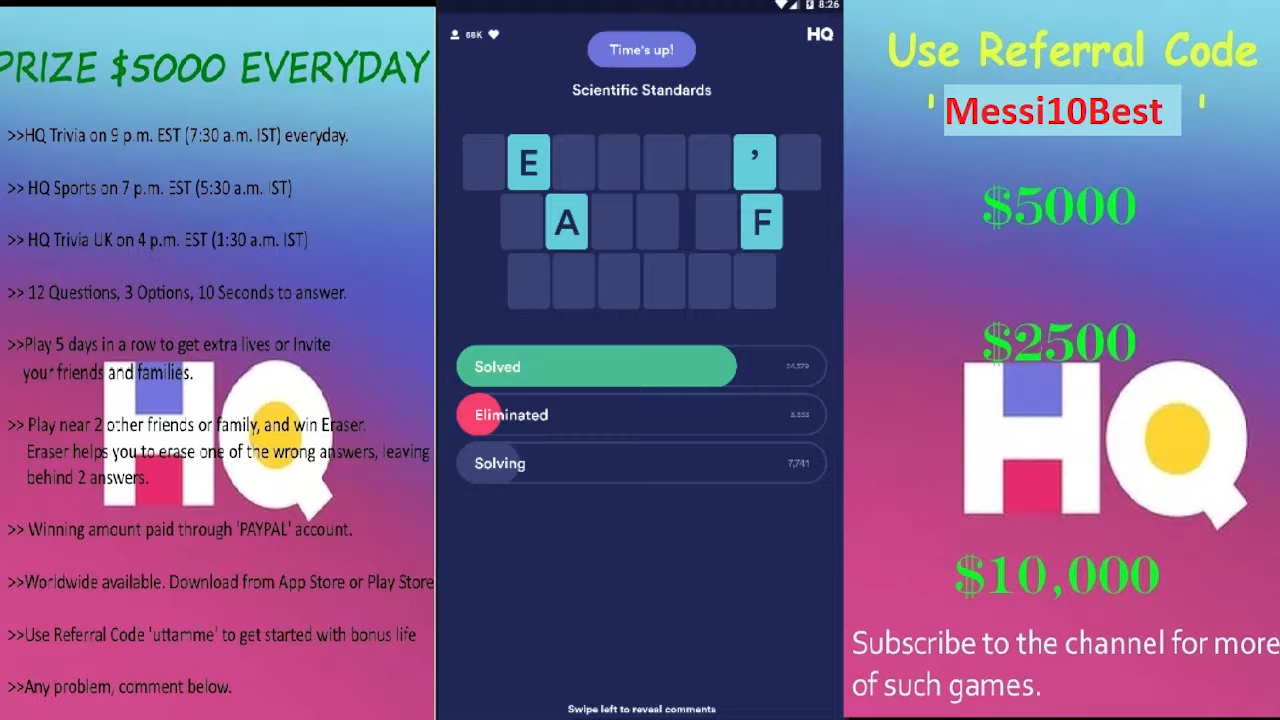 PRIZE $5000 EVERYDAY
>>HQ Trivia on 9 p.m. EST (7:30 a.m. IST) everyday.
>> HQ Sports on 7 p.m. EST (5:30 a.m. IST)
>> HQ Trivia UK on 4 p.m. EST (1:30 a.m. IST)
>> 12 Questions, 3 Options, 10 Seconds to answer.
>>Play 5 days in a row to get extra lives or Invite
your friends and families.
>> Play near 2 other friends or family, and win Eraser.
Eraser helps you to erase one of the wrong answers, leaving
behind 2 answers.
>> Winning amount paid through 'PAYPAL' account.
>>Worldwide available. Download from App Store or Play Store
>>Use Referral Code 'uttamme' to get started with bonus life
>>Any problem, comment below.
HQ
8:26
68K
HQ
Time's up!
Scientific Standards
E ’
A F
Solved
Eliminated
Solving 7,741
Swipe left to reveal comments
Use Referral Code
' Messi10Best '
$5000
$2500
HQ
$10,000
Subscribe to the channel for more
of such games.